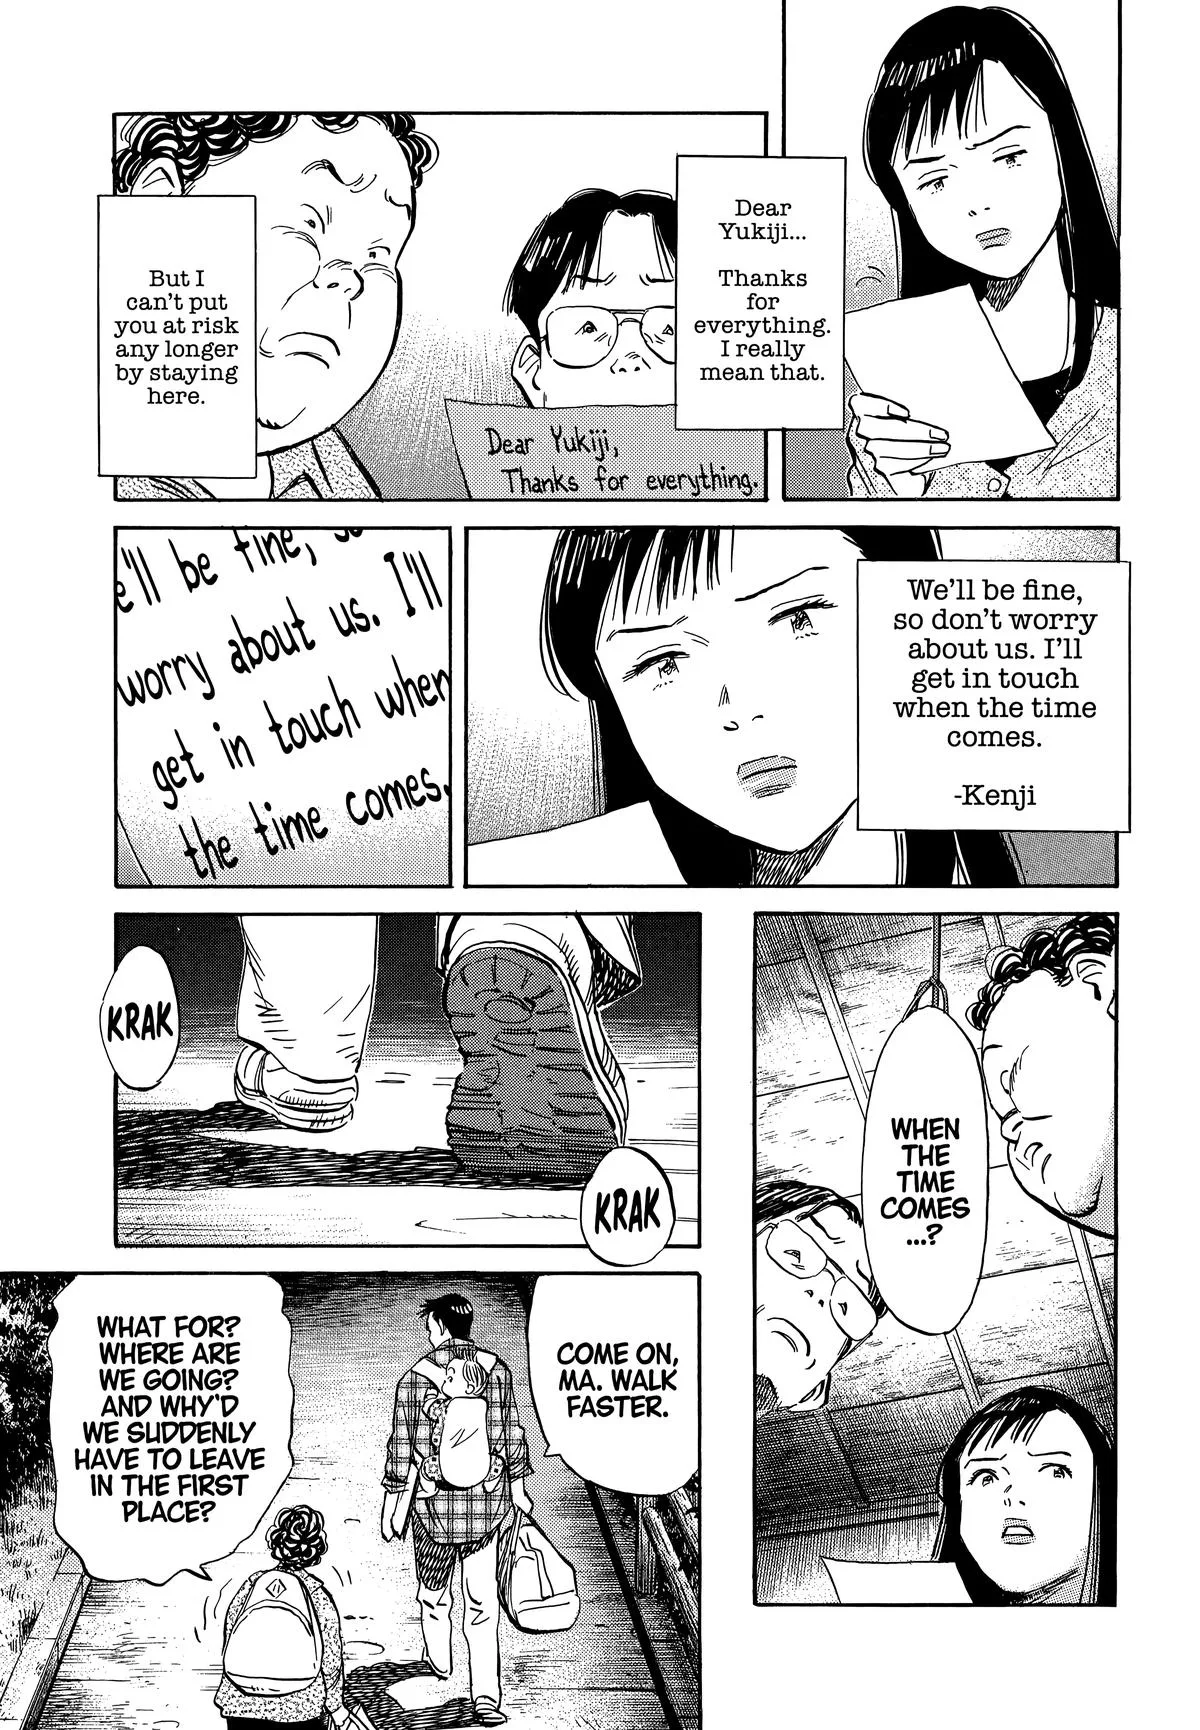 Dear
Yukiji...
Thanks
for
everything.
I really
mean that.
Dear Yukiji,
Thanks for everything.
But I
can't put
you at risk
any longer
by staying
here.
We'll be fine,
so don't worry
about us. I'll
get in touch
when the time
comes.
-Kenji
e'll be fine, so
worry about us. I'll
get in touch when
the time comes.
KRAK
KRAK
WHEN
THE
TIME
COMES
...?
COME ON,
MA. WALK
FASTER.
WHAT FOR?
WHERE ARE
WE GOING?
AND WHY'D
WE SUDDENLY
HAVE TO LEAVE
IN THE FIRST
PLACE?